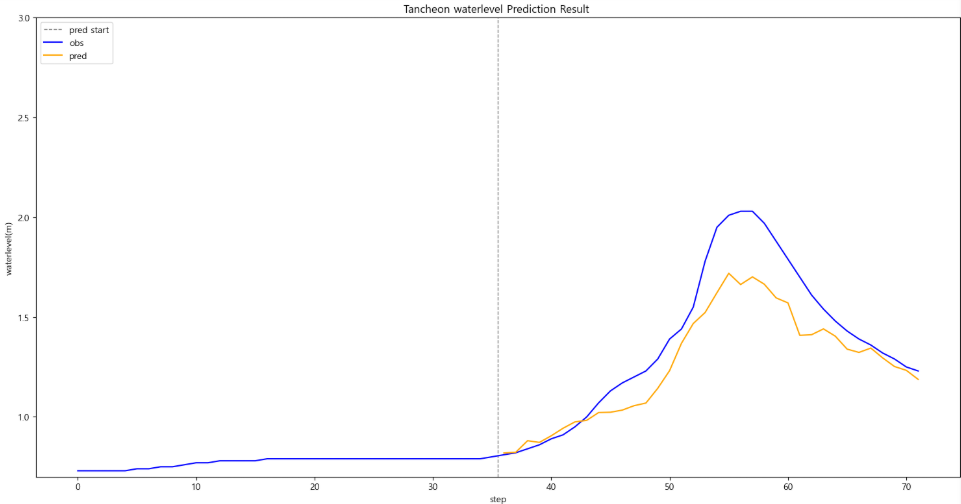 Tancheon waterlevel Prediction Result
pred start
obs
pred
3.0
2.5
2.0
1.5
1.0
waterlevel(m)
0 10 20 30 40 50 60 70
step